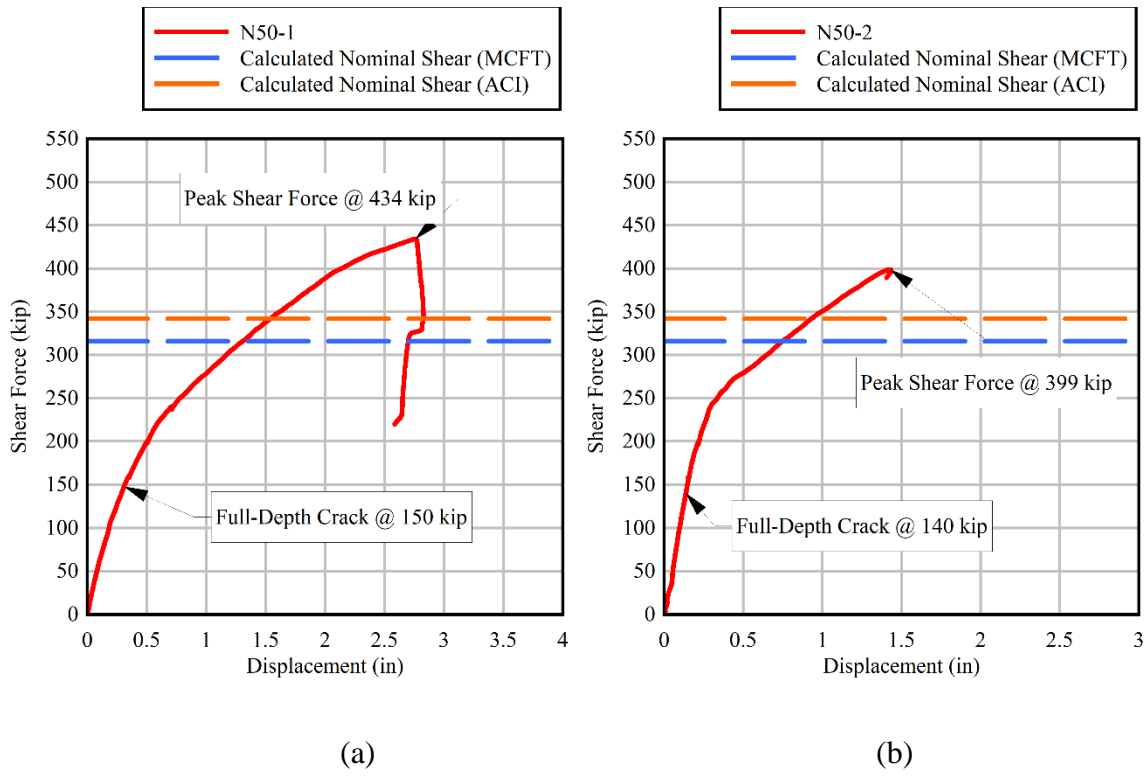 N50-1
Calculated Nominal Shear (MCFT)
Calculated Nominal Shear (ACI)
550
500
450
400
350
300
250
200
150
100
50
0
Shear Force (kip)
Peak Shear Force @ 434 kip
Full-Depth Crack @ 150 kip
0 0.5 1 1.5 2 2.5 3 3.5 4
Displacement (in)
(a)
N50-2
Calculated Nominal Shear (MCFT)
Calculated Nominal Shear (ACI)
550
500
450
400
350
300
250
200
150
100
50
0
Shear Force (kip)
Peak Shear Force @ 399 kip
Full-Depth Crack @ 140 kip
0 0.5 1 1.5 2 2.5 3
Displacement (in)
(b)